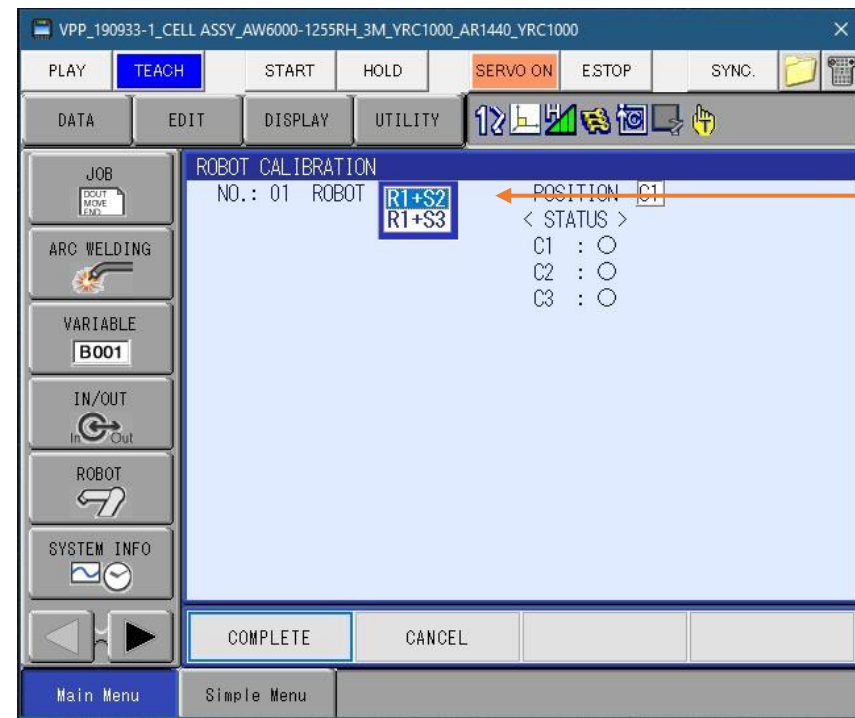 VPP_190933-1_CELL ASSY_AW6000-1255RH_3M_YRC1000_AR1440_YRC1000
PLAY TEACH START HOLD SERVO ON E.STOP SYNC.
DATA EDIT DISPLAY UTILITY
JOB
DOUT
MOVE
END
ARC WELDING
VARIABLE
B001
IN/OUT
In Out
ROBOT
SYSTEM INFO
ROBOT CALIBRATION
NO.: 01 ROBOT R1+S2 POSITION C1
R1+S3 < STATUS >
C1 : ○
C2 : ○
C3 : ○
COMPLETE CANCEL
Main Menu Simple Menu